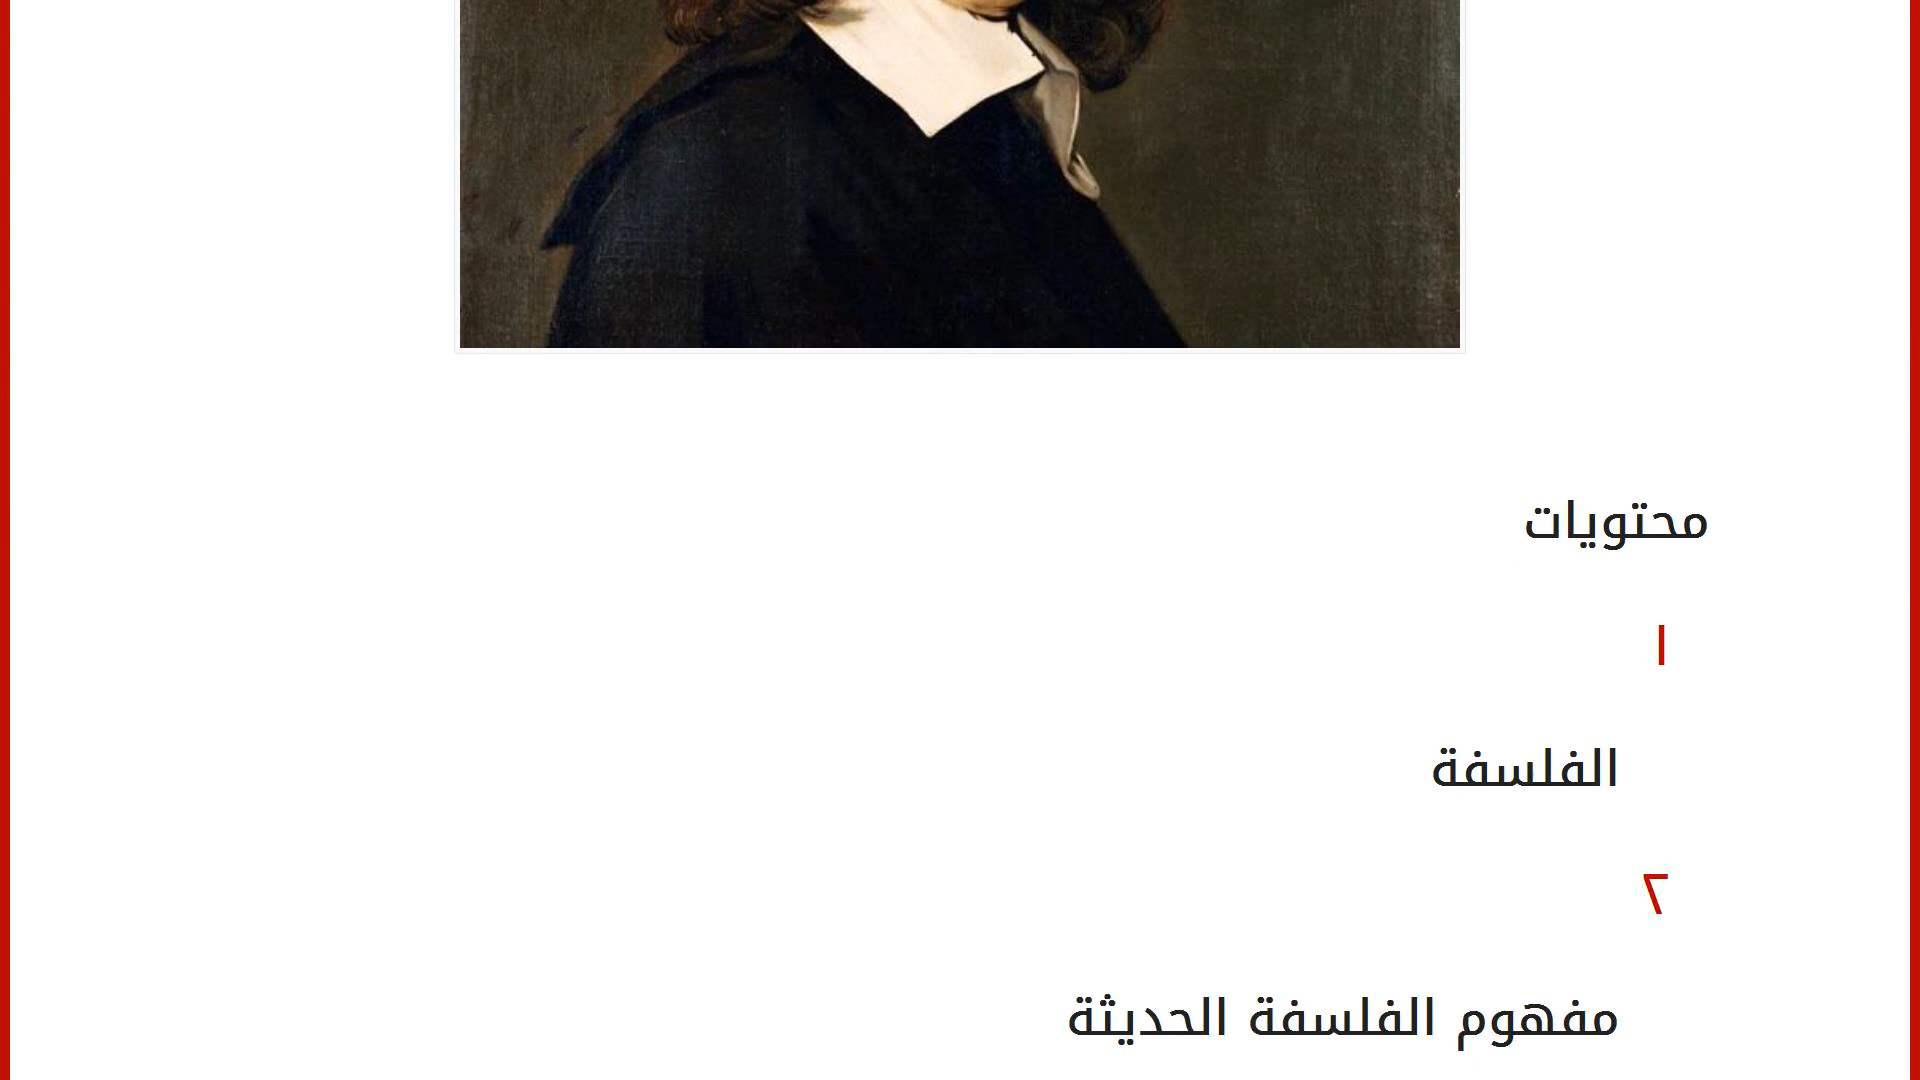 محتويات
١
الفلسفة
٢
مفهوم الفلسفة الحديثة